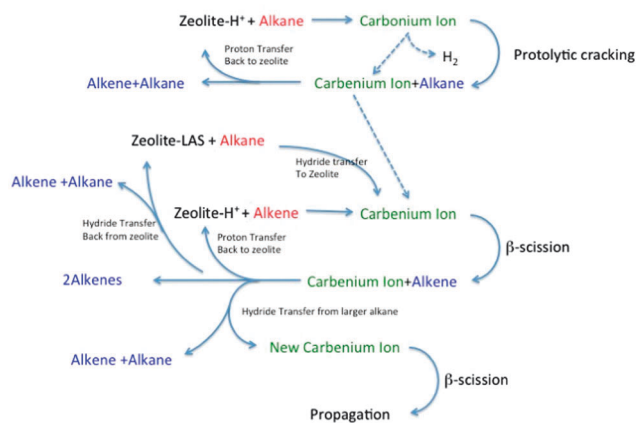 Zeolite-H⁺ + Alkane
Carbonium Ion
Proton Transfer
Back to zeolite
H₂
Protolytic cracking
Alkene+Alkane
Carbenium Ion+Alkane
Zeolite-LAS + Alkane
Hydride transfer
To Zeolite
Alkene +Alkane
Zeolite-H⁺ + Alkene
Carbenium Ion
Hydride Transfer
Back from zeolite
Proton Transfer
Back to zeolite
β-scission
2Alkenes
Carbenium Ion+Alkene
Hydride Transfer from larger alkane
Alkene +Alkane
New Carbenium Ion
β-scission
Propagation